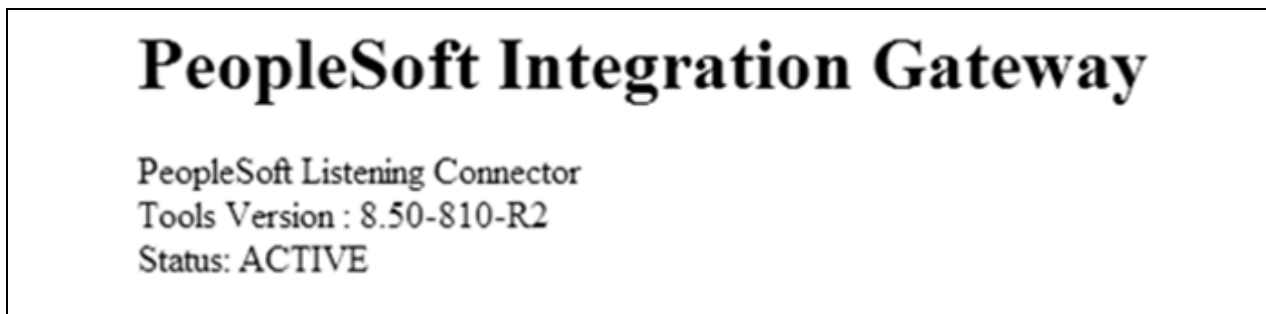 PeopleSoft Integration Gateway
PeopleSoft Listening Connector
Tools Version : 8.50-810-R2
Status: ACTIVE